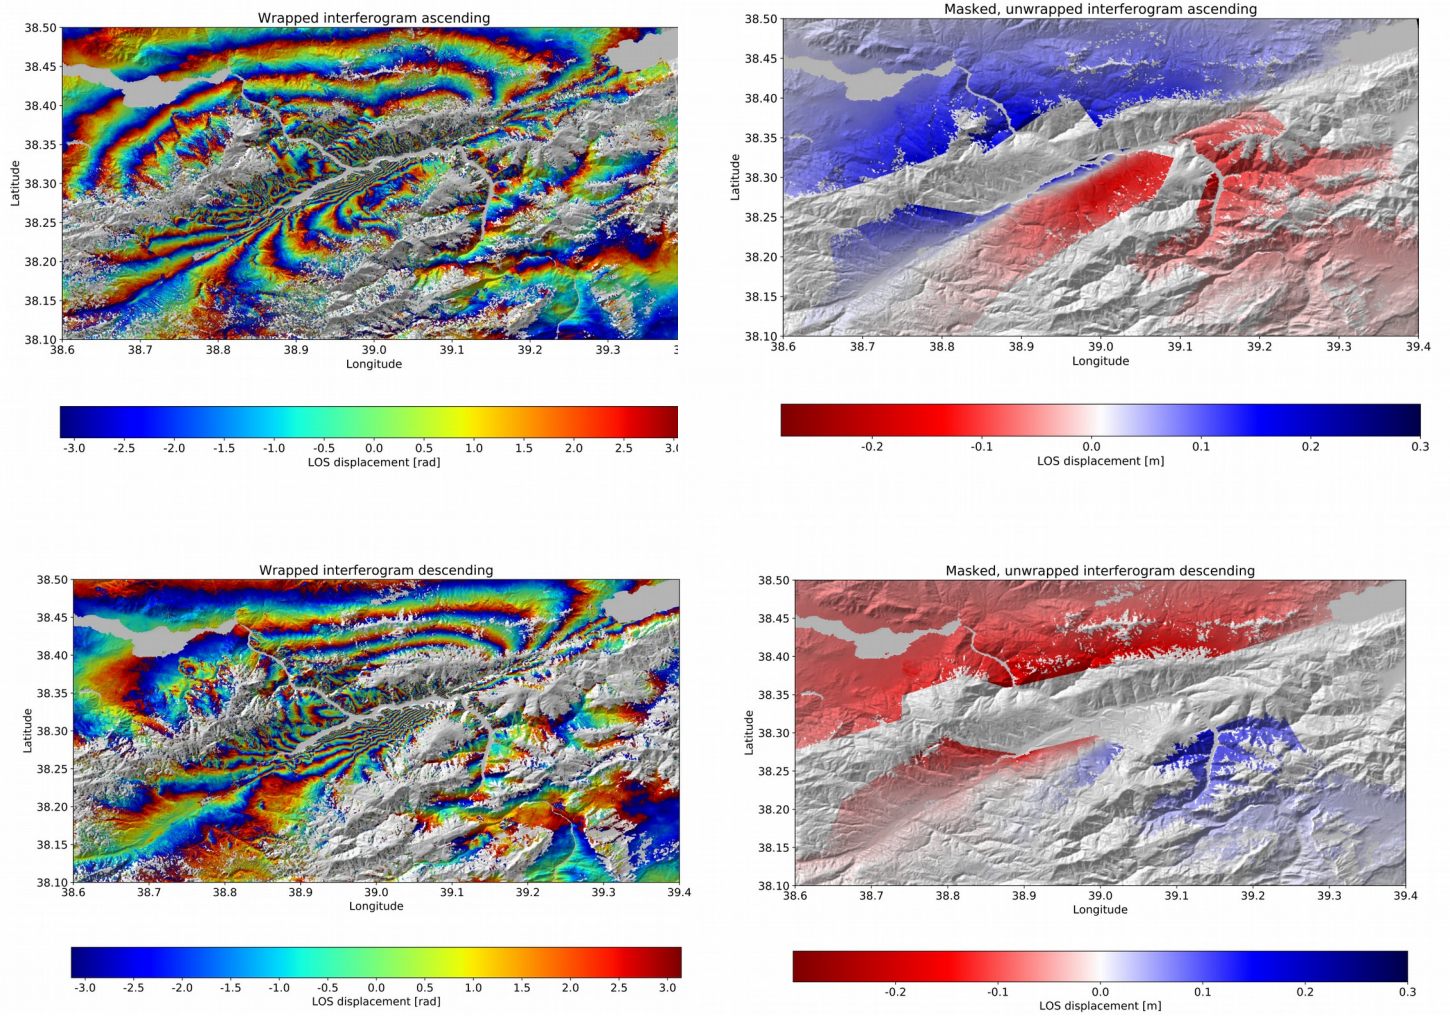 Wrapped interferogram ascending
38.50
38.45
38.40
38.35
38.30
38.25
38.20
38.15
38.10
Latitude
38.6 38.7 38.8 38.9 39.0 39.1 39.2 39.3 3
Longitude
-3.0 -2.5 -2.0 -1.5 -1.0 -0.5 0.0 0.5 1.0 1.5 2.0 2.5 3.0
LOS displacement [rad]
Masked, unwrapped interferogram ascending
38.50
38.45
38.40
38.35
38.30
38.25
38.20
38.15
38.10
Latitude
38.6 38.7 38.8 38.9 39.0 39.1 39.2 39.3 39.4
Longitude
-0.2 -0.1 0.0 0.1 0.2 0.3
LOS displacement [m]
Wrapped interferogram descending
38.50
38.45
38.40
38.35
38.30
38.25
38.20
38.15
38.10
Latitude
38.6 38.7 38.8 38.9 39.0 39.1 39.2 39.3 39.4
Longitude
-3.0 -2.5 -2.0 -1.5 -1.0 -0.5 0.0 0.5 1.0 1.5 2.0 2.5 3.0
LOS displacement [rad]
Masked, unwrapped interferogram descending
38.50
38.45
38.40
38.35
38.30
38.25
38.20
38.15
38.10
Latitude
38.6 38.7 38.8 38.9 39.0 39.1 39.2 39.3 39.4
Longitude
-0.2 -0.1 0.0 0.1 0.2 0.3
LOS displacement [m]